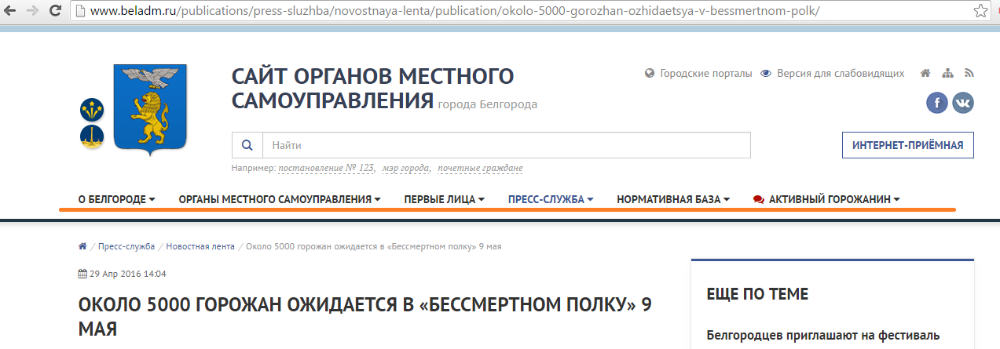 www.beladm.ru/publications/press-sluzhba/novostnaya-lenta/publication/okolo-5000-gorozhan-ozhidaetsya-v-bessmertnom-polk/
САЙТ ОРГАНОВ МЕСТНОГО
САМОУПРАВЛЕНИЯ города Белгорода
Городские порталы Версия для слабовидящих
f
Найти
ИНТЕРНЕТ-ПРИЁМНАЯ
Например: постановление № 123, мэр города, почетные граждане
О БЕЛГОРОДЕ ОРГАНЫ МЕСТНОГО САМОУПРАВЛЕНИЯ ПЕРВЫЕ ЛИЦА ПРЕСС-СЛУЖБА НОРМАТИВНАЯ БАЗА АКТИВНЫЙ ГОРОЖАНИН
/ Пресс-служба / Новостная лента / Около 5000 горожан ожидается в «Бессмертном полку» 9 мая
29 Апр 2016 14:04
ОКОЛО 5000 ГОРОЖАН ОЖИДАЕТСЯ В «БЕССМЕРТНОМ ПОЛКУ» 9
МАЯ
ЕЩЕ ПО ТЕМЕ
Белгородцев приглашают на фестиваль